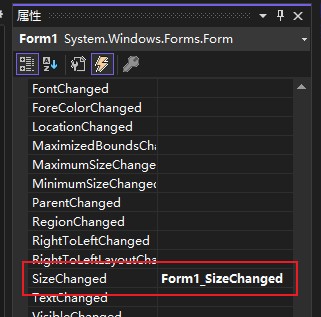 属性
Form1 System.Windows.Forms.Form
FontChanged
ForeColorChanged
LocationChanged
MaximizedBoundsCha
MaximumSizeChange
MinimumSizeChanged
ParentChanged
RegionChanged
RightToLeftChanged
RightToLeftLayoutCha
SizeChanged Form1_SizeChanged
TextChanged
VisibleChanged